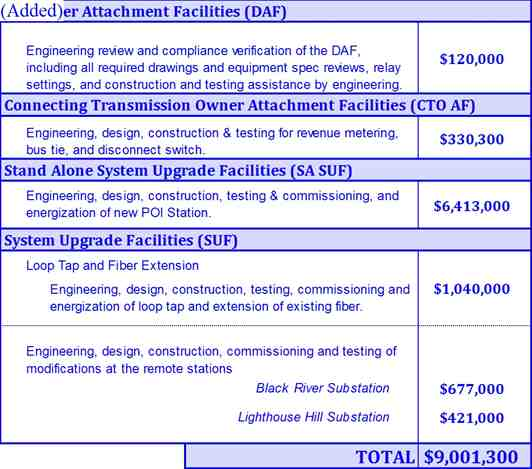 (Added)er Attachment Facilities (DAF)
Engineering review and compliance verification of the DAF,
including all required drawings and equipment spec reviews, relay
settings, and construction and testing assistance by engineering.
$120,000
Connecting Transmission Owner Attachment Facilities (CTO AF)
Engineering, design, construction & testing for revenue metering,
bus tie, and disconnect switch.
$330,300
Stand Alone System Upgrade Facilities (SA SUF)
Engineering, design, construction, testing & commissioning, and
energization of new POI Station.
$6,413,000
System Upgrade Facilities (SUF)
Loop Tap and Fiber Extension
Engineering, design, construction, testing, commissioning and
energization of loop tap and extension of existing fiber.
$1,040,000
Engineering, design, construction, commissioning and testing of
modifications at the remote stations
Black River Substation $677,000
Lighthouse Hill Substation $421,000
TOTAL $9,001,300